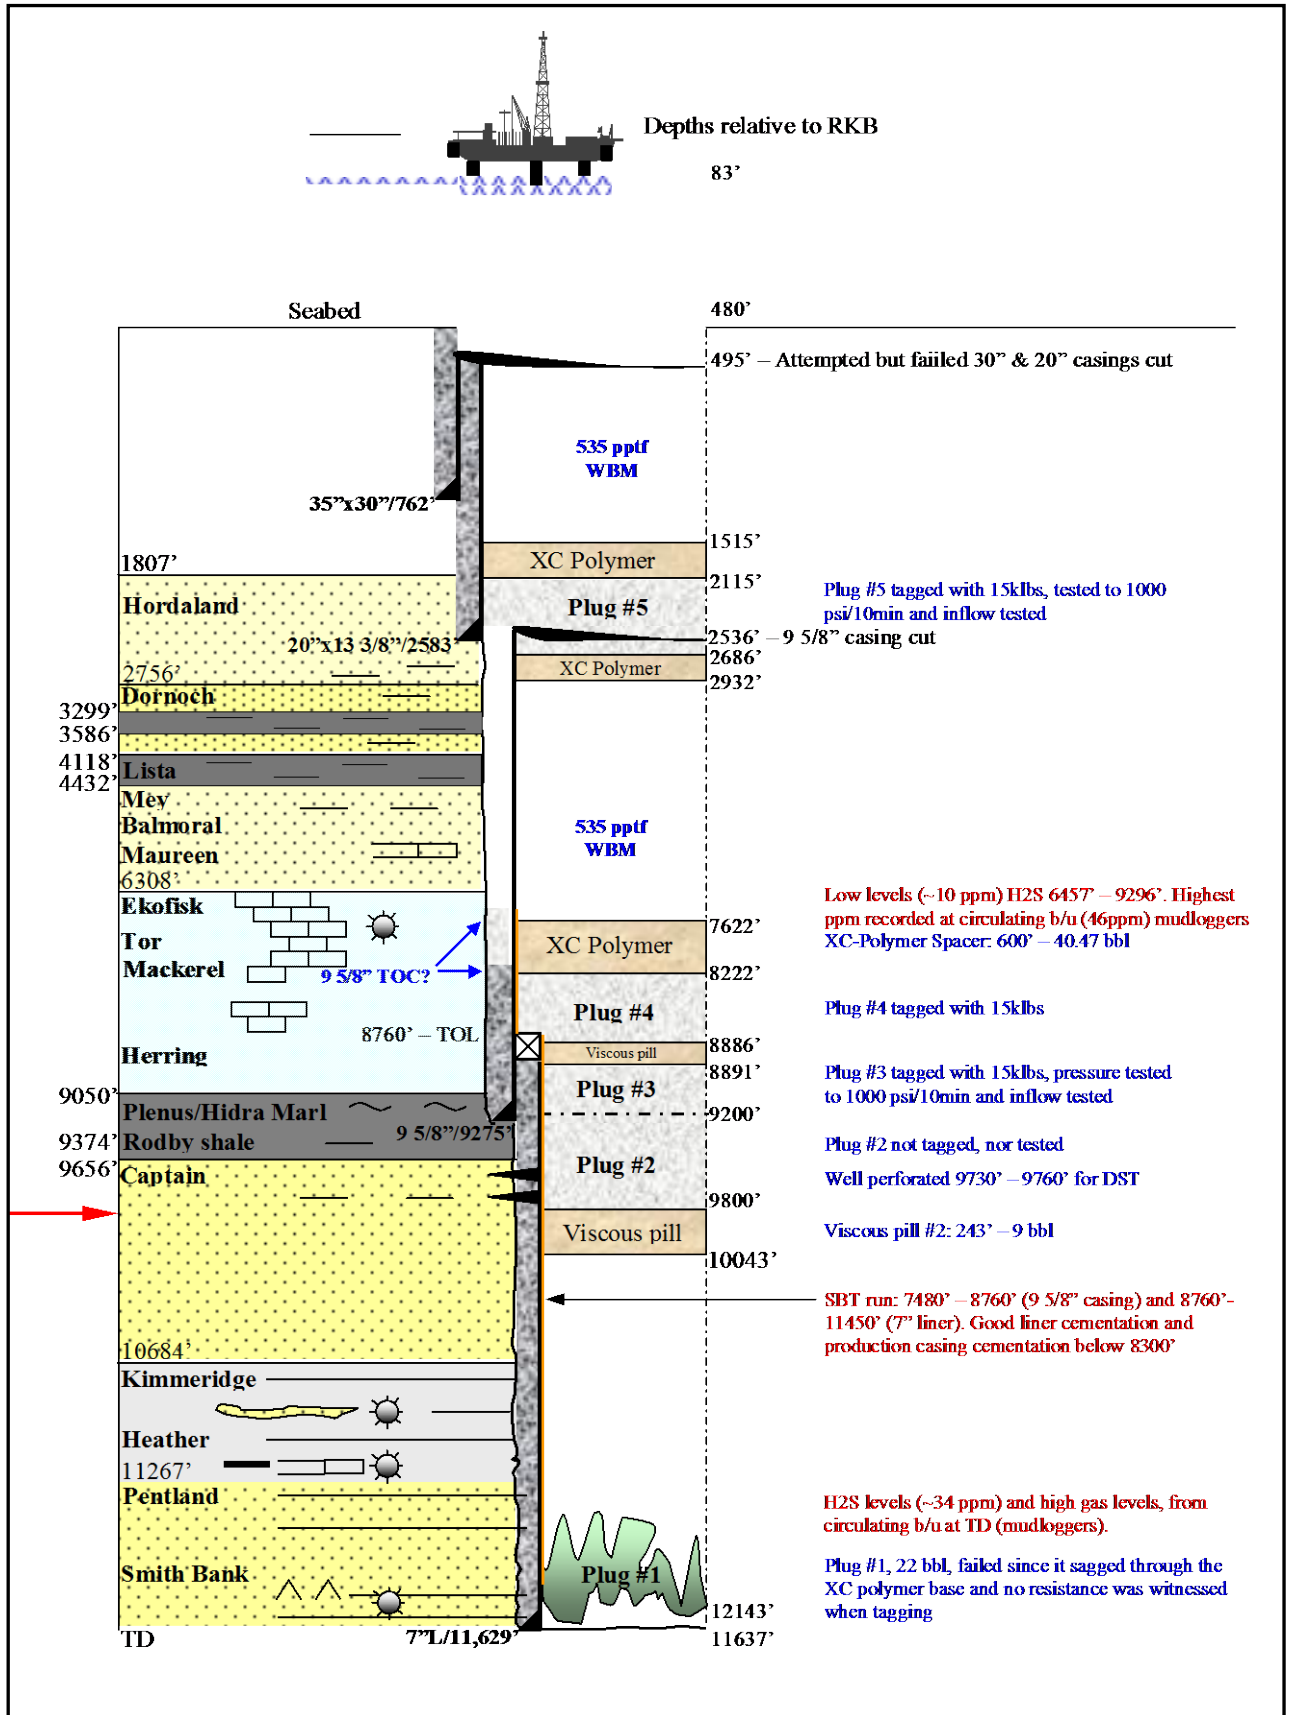 Depths relative to RKB
83’
Seabed
480’
495’ – Attempted but faiiled 30” & 20” casings cut
535 pptf
WBM
35”x30”/762’
1515’
XC Polymer
1807’
2115’
Hordaland
Plug #5
Plug #5 tagged with 15klbs, tested to 1000
psi/10min and inflow tested
2536’ – 9 5/8” casing cut
20”x13 3/8”/2583’
2686’
XC Polymer
2756’
2932’
Dornoch
3299’
3586’
4118’
Lista
4432’
Mey
Balmoral
Maureen
535 pptf
WBM
6308’
Ekofisk
Low levels (~10 ppm) H2S 6457’ – 9296’. Highest
ppm recorded at circulating b/u (46ppm) mudloggers
7622’
XC-Polymer Spacer: 600’ – 40.47 bbl
Tor
XC Polymer
Mackerel
9 5/8” TOC?
8222’
Plug #4
Plug #4 tagged with 15klbs
8760’ – TOL
8886’
Viscous pill
Herring
8891’
Plug #3
Plug #3 tagged with 15klbs, pressure tested
to 1000 psi/10min and inflow tested
9050’
Plenus/Hidra Marl
9200’
9 5/8”/9275’
9374’
Rodby shale
Plug #2 not tagged, nor tested
9656’
Captain
Plug #2
Well perforated 9730’ – 9760’ for DST
9800’
Viscous pill
Viscous pill #2: 243’ – 9 bbl
10043’
SBT run: 7480’ – 8760’ (9 5/8” casing) and 8760’-
11450’ (7” liner). Good liner cementation and
production casing cementation below 8300’
10684’
Kimmeridge
Heather
11267’
Pentland
H2S levels (~34 ppm) and high gas levels, from
circulating b/u at TD (mudloggers).
Smith Bank
Plug #1
Plug #1, 22 bbl, failed since it sagged through the
XC polymer base and no resistance was witnessed
when tagging
12143’
TD
7”L/11,629’
11637’